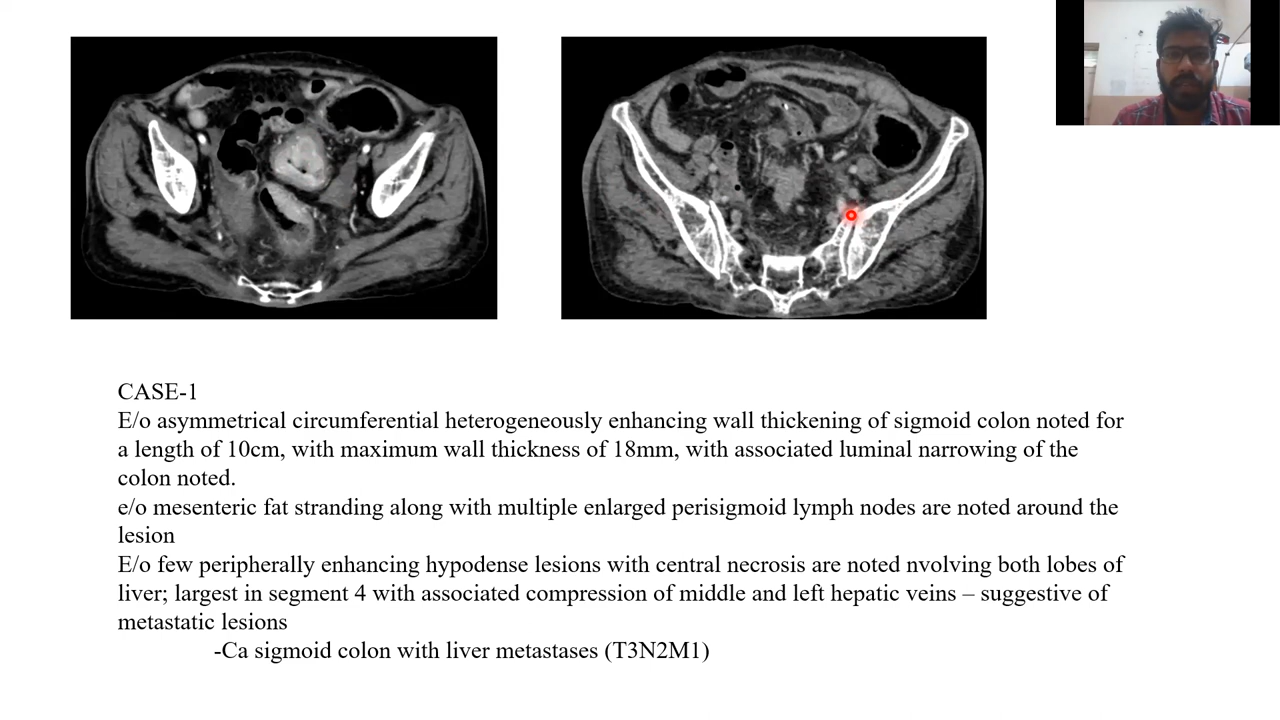 CASE-1
E/o asymmetrical circumferential heterogeneously enhancing wall thickening of sigmoid colon noted for
a length of 10cm, with maximum wall thickness of 18mm, with associated luminal narrowing of the
colon noted.
e/o mesenteric fat stranding along with multiple enlarged perisigmoid lymph nodes are noted around the
lesion
E/o few peripherally enhancing hypodense lesions with central necrosis are noted nvolving both lobes of
liver; largest in segment 4 with associated compression of middle and left hepatic veins – suggestive of
metastatic lesions
-Ca sigmoid colon with liver metastases (T3N2M1)